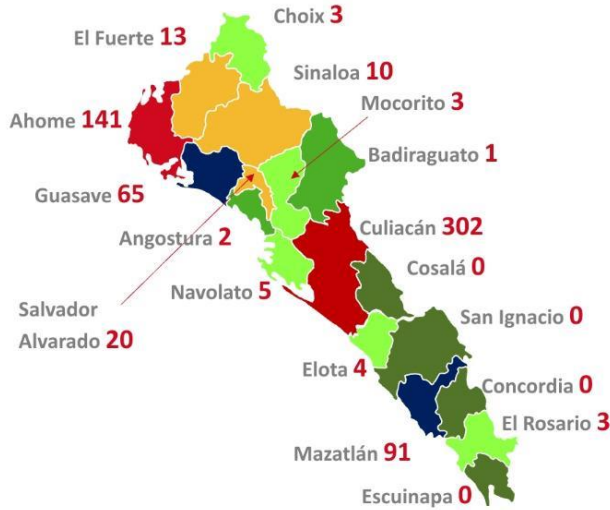 Choix 3
El Fuerte 13
Sinaloa 10
Mocorito 3
Ahome 141
Badiraguato 1
Guasave 65
Culiacán 302
Angostura 2
Cosalá 0
Navolato 5
Salvador
Alvarado 20
San Ignacio 0
Elota 4
Concordia 0
El Rosario 3
Mazatlán 91
Escuinapa 0